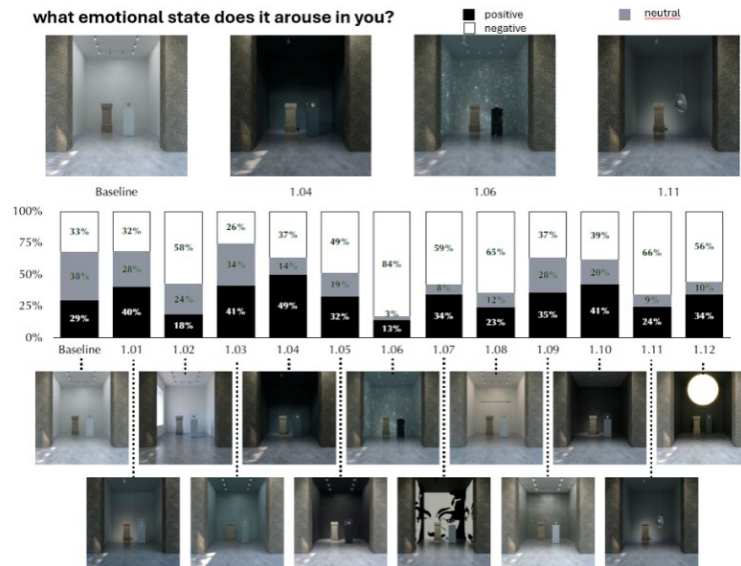 what emotional state does it arouse in you?
positive
neutral
negative
Baseline 1.04 1.06 1.11
100%
75%
50%
25%
0%
33% 32% 58% 26% 37% 49% 84% 59% 65% 37% 39% 66% 56%
38% 28% 24% 34% 14% 19% 3% 8% 12% 28% 20% 9% 10%
29% 40% 18% 41% 49% 32% 13% 34% 23% 35% 41% 24% 34%
Baseline 1.01 1.02 1.03 1.04 1.05 1.06 1.07 1.08 1.09 1.10 1.11 1.12